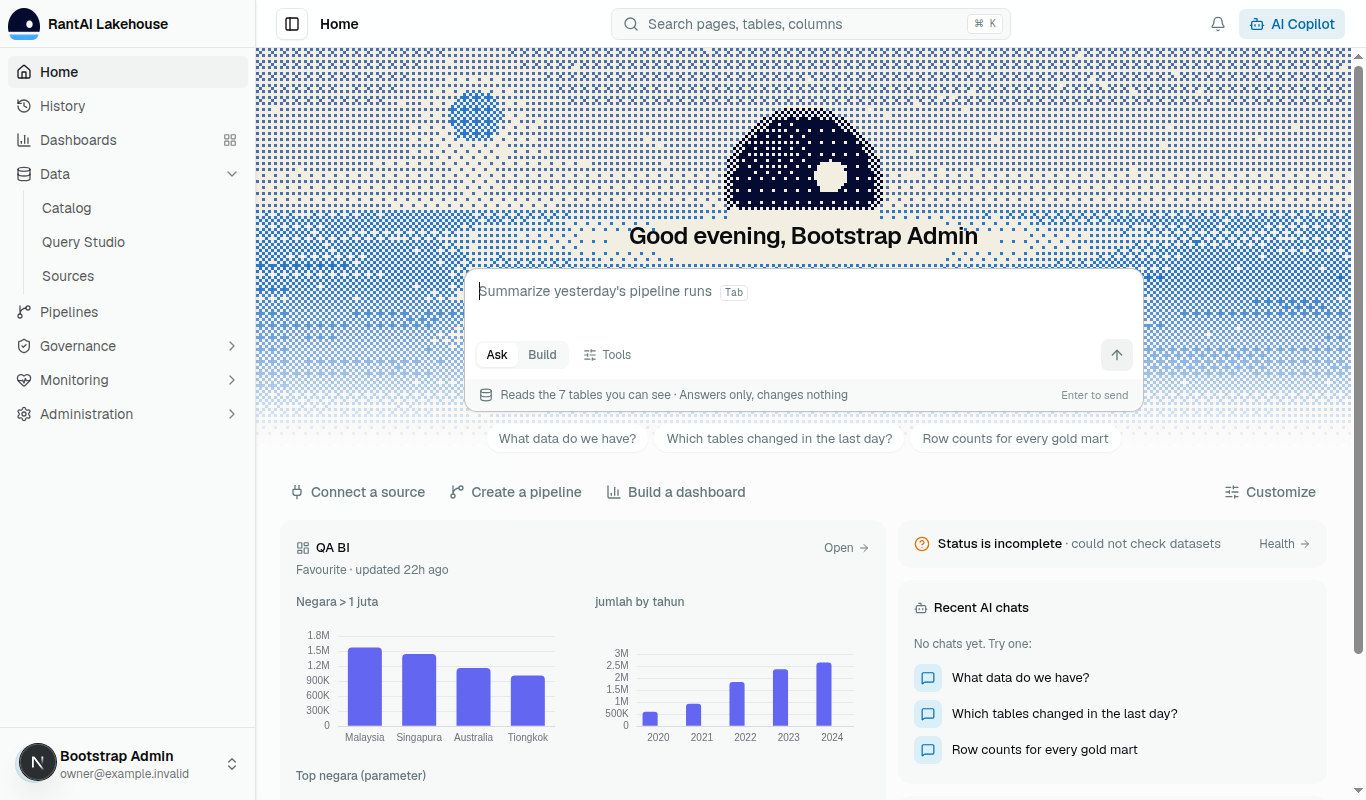 RantAI Lakehouse
Home
Search pages, tables, columns
⌘ K
AI Copilot
Home
History
Dashboards
Data
Catalog
Query Studio
Sources
Pipelines
Governance
Monitoring
Administration
Good evening, Bootstrap Admin
Summarize yesterday's pipeline runs Tab
Ask Build Tools
Reads the 7 tables you can see · Answers only, changes nothing
Enter to send
What data do we have?
Which tables changed in the last day?
Row counts for every gold mart
Connect a source
Create a pipeline
Build a dashboard
Customize
QA BI
Open →
Favourite · updated 22h ago
Negara > 1 juta
1.8M
1.5M
1.2M
900K
600K
300K
0
Malaysia Singapura Australia Tiongkok
jumlah by tahun
3M
2.5M
2M
1.5M
1M
500K
0
2020 2021 2022 2023 2024
Top negara (parameter)
Status is incomplete · could not check datasets
Health →
Recent AI chats
No chats yet. Try one:
What data do we have?
Which tables changed in the last day?
Row counts for every gold mart
N
Bootstrap Admin
owner@example.invalid